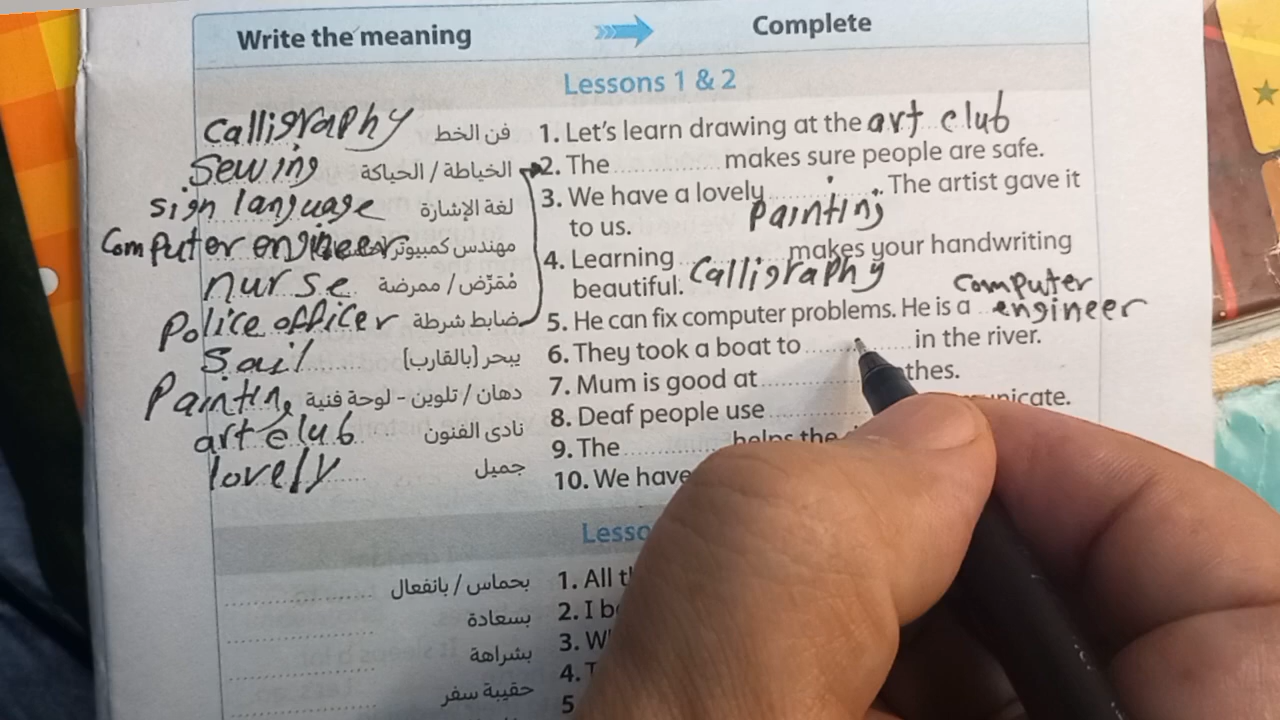 Write the meaning Complete
Lessons 1 & 2
Calligraphy فن الخط
Sewing الخياطة / الحياكة
sign language لغة الإشارة
Computer engineer مهندس كمبيوتر
nurse مُمَرِّض / ممرضة
Police officer ضابط شرطة
Sail يبحر (بالقارب)
Painting دهان / تلوين - لوحة فنية
art club نادى الفنون
lovely جميل
1. Let's learn drawing at the art club
2. The ............ makes sure people are safe.
3. We have a lovely painting. The artist gave it
to us.
4. Learning Calligraphy makes your handwriting
beautiful.
5. He can fix computer problems. He is a computer
engineer
6. They took a boat to ............ in the river.
7. Mum is good at ............ thes.
8. Deaf people use ............ nicate.
9. The ............ helps the
10. We have
Lesso
بحماس / بانفعال
بسعادة
بشراهة
حقيبة سفر
1. All t
2. I b
3. W
4. T
5